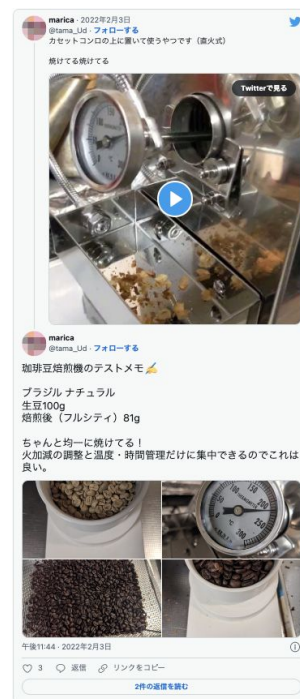 marica · 2022年2月3日
@tama_Ud · フォローする
カセットコンロの上に置いて使うやつです（直火式）
焼けてる焼けてる
Twitterで見る
marica
@tama_Ud · フォローする
珈琲豆焙煎機のテストメモ✍
ブラジル ナチュラル
生豆100g
焙煎後（フルシティ）81g
ちゃんと均一に焼けてる！
火加減の調整と温度・時間管理だけに集中できるのでこれは
良い。
午後11:44 · 2022年2月3日
3 返信 リンクをコピー
2件の返信を読む